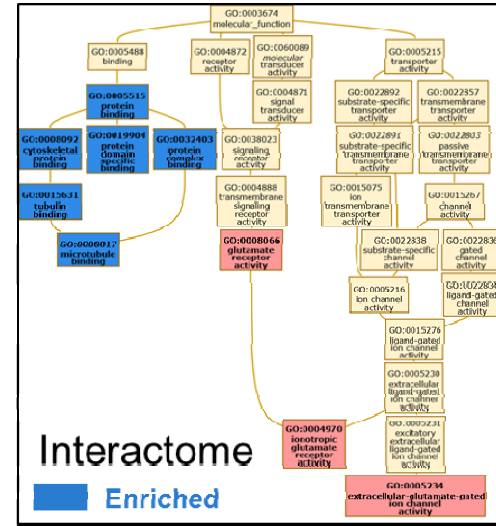 GO:0003674
molecular_function
GO:0005488
binding
GO:0004872
receptor
activity
GO:0060089
molecular
transducer
activity
GO:0005215
transporter
activity
GO:0004871
signal
transducer
activity
GO:0022892
substrate-specific
transporter
activity
GO:0022857
transmembrane
transporter
activity
GO:0005515
protein
binding
GO:0008092
cytoskeletal
protein
binding
GO:0019904
protein
domain
specific
binding
GO:0032403
protein
complex
binding
GO:0038023
signaling
receptor
activity
GO:0022891
substrate-specific
transmembrane
transporter
activity
GO:0022803
passive
transmembrane
transporter
activity
GO:0015631
tubulin
binding
GO:0004888
transmembrane
signaling
receptor
activity
GO:0015075
ion
transmembrane
transporter
activity
GO:0015267
channel
activity
GO:0008017
microtubule
binding
GO:0008066
glutamate
receptor
activity
GO:0022838
substrate-specific
channel
activity
GO:0022836
gated
channel
activity
GO:0005216
ion channel
activity
ligand-gated
channel
activity
GO:0015276
ligand-gated
ion channel
activity
GO:0005230
extracellular
ligand-gated
ion channel
activity
GO:0004970
ionotropic
glutamate
receptor
activity
GO:0005231
excitatory
extracellular
ligand-gated
ion channel
activity
GO:0005234
extracellular-glutamate-gated
ion channel
activity
Interactome
Enriched